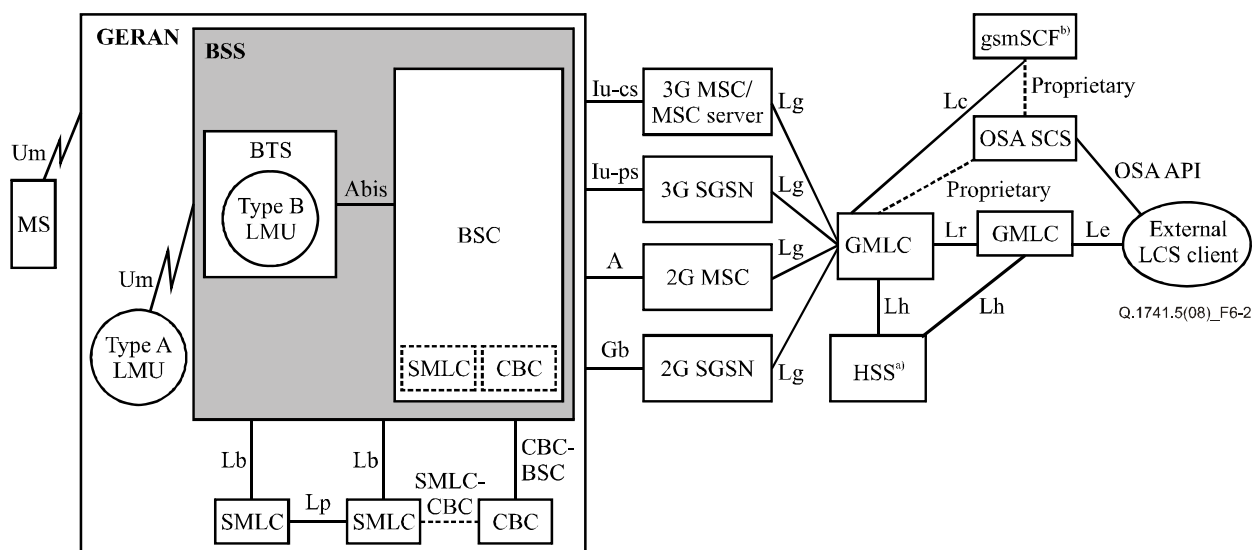 GERAN
BSS
gsmSCF b)
Iu-cs
3G MSC/
MSC server
Lg
Lc
Proprietary
Um
BTS
OSA SCS
Abis
Iu-ps
3G SGSN
Lg
Proprietary
OSA API
MS
Type B
LMU
BSC
GMLC
Lr
GMLC
Le
External
LCS client
Um
A
2G MSC
Lg
Lh
Lh
Q.1741.5(08)_F6-2
Type A
LMU
SMLC
CBC
Gb
2G SGSN
Lg
HSS a)
Lb
Lb
CBC-
BSC
SMLC-
CBC
Lp
SMLC
SMLC
CBC